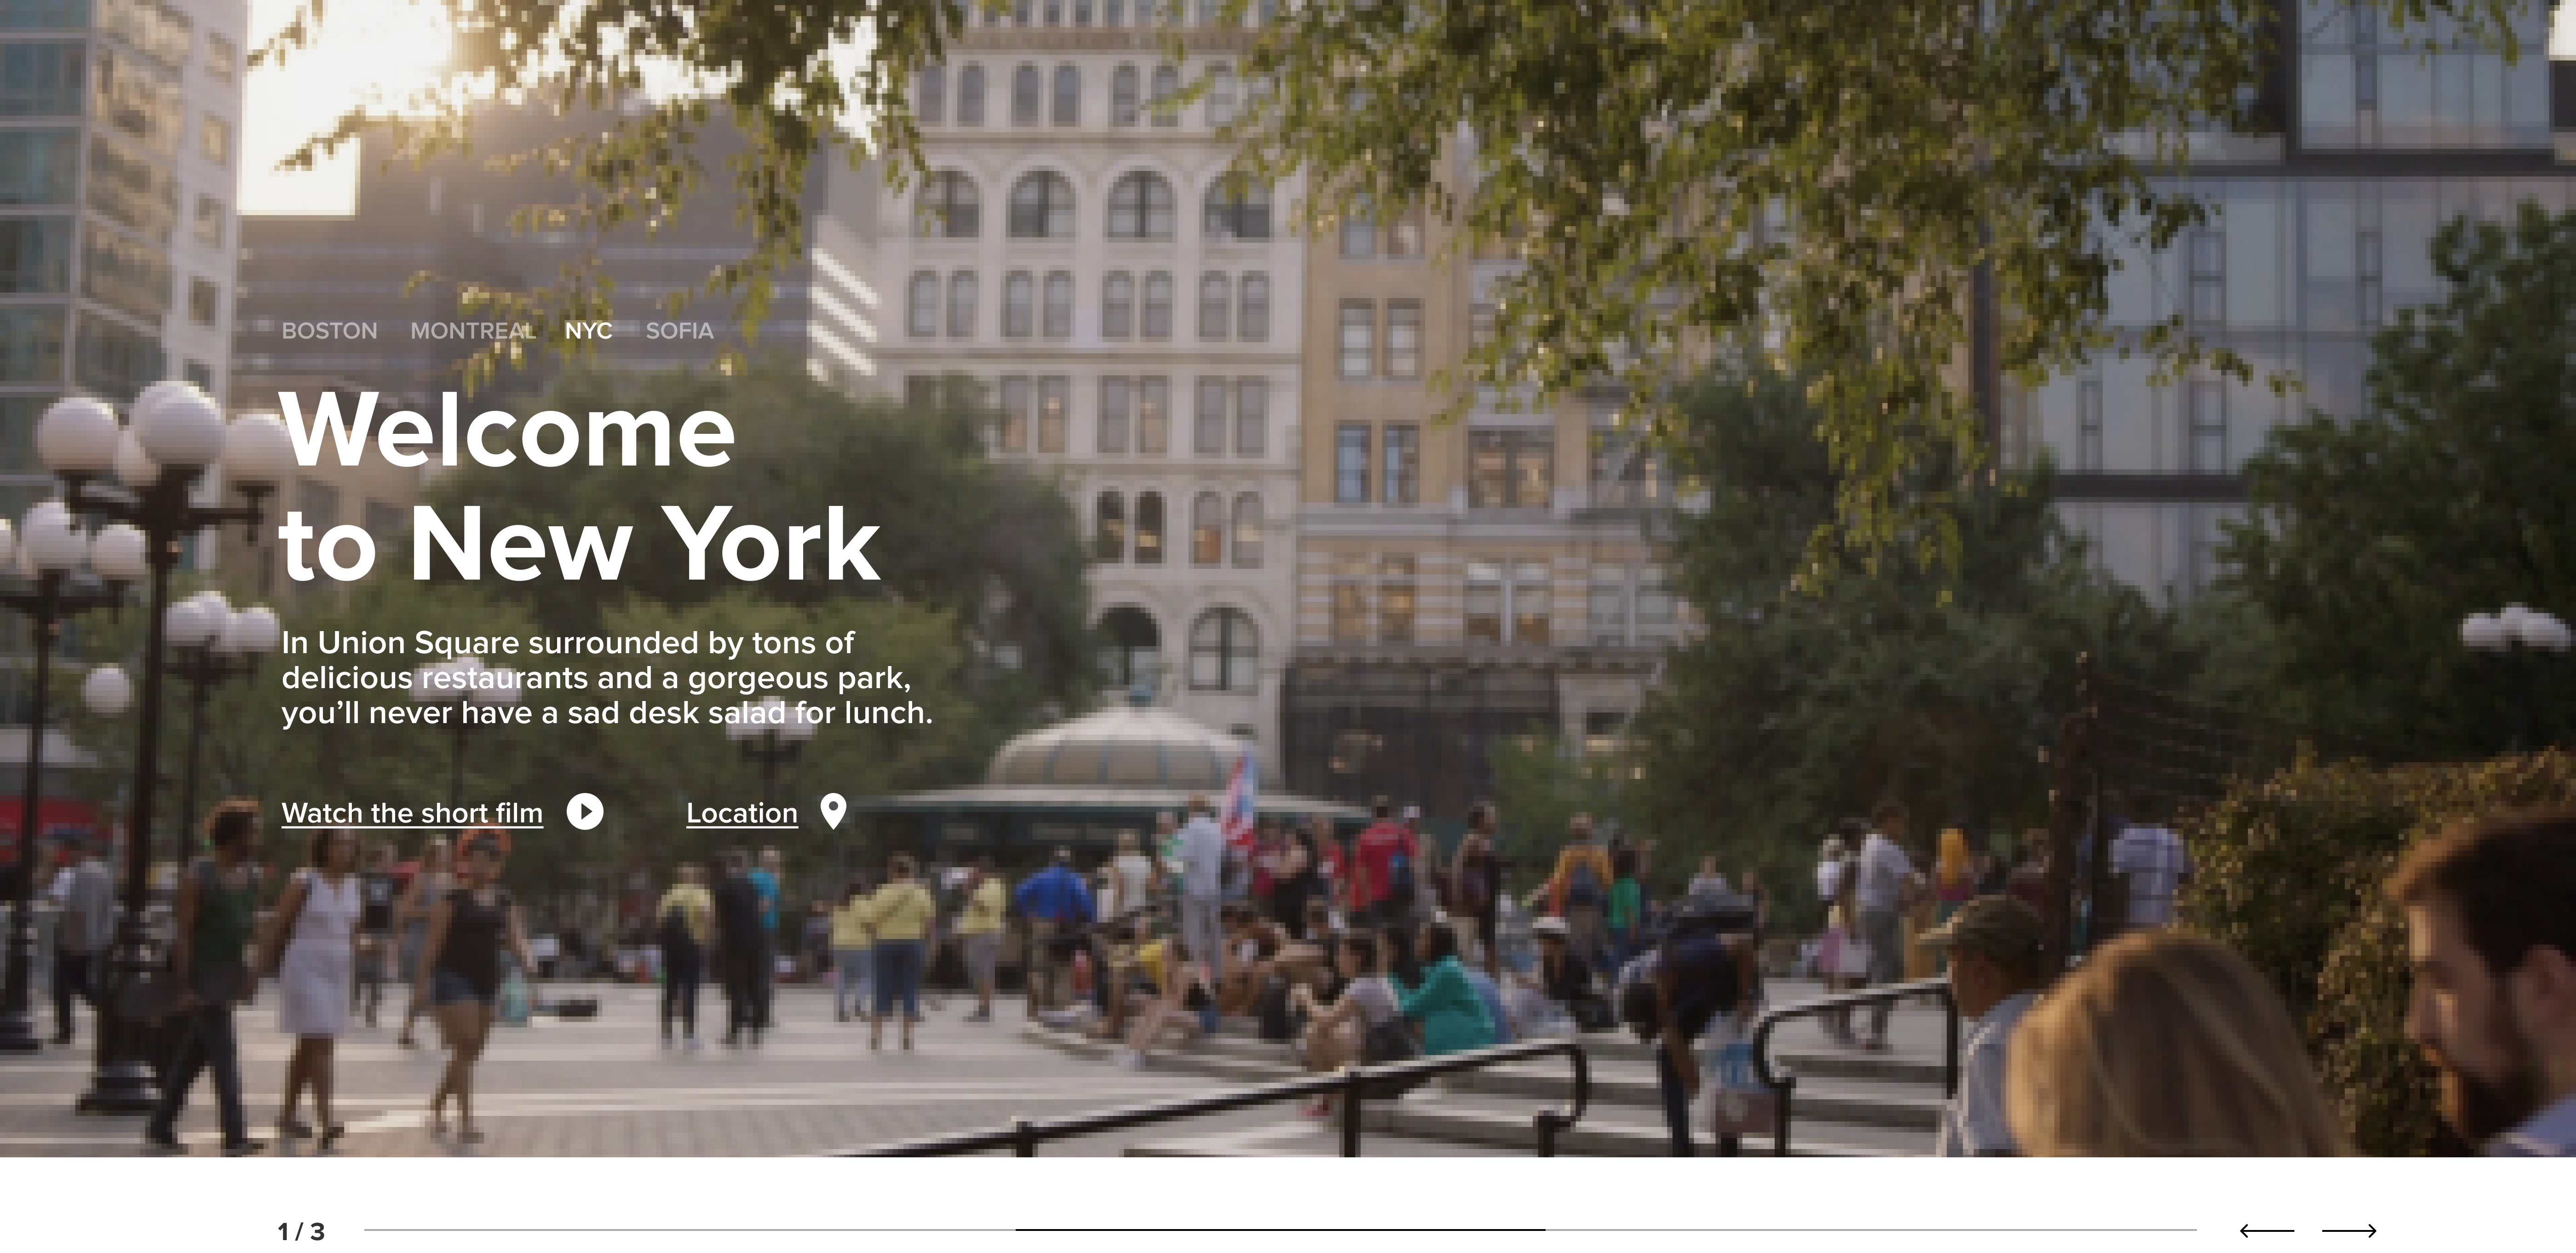 BOSTON MONTREAL NYC SOFIA
Welcome
to New York
In Union Square surrounded by tons of
delicious restaurants and a gorgeous park,
you’ll never have a sad desk salad for lunch.
Watch the short film Location
1 / 3